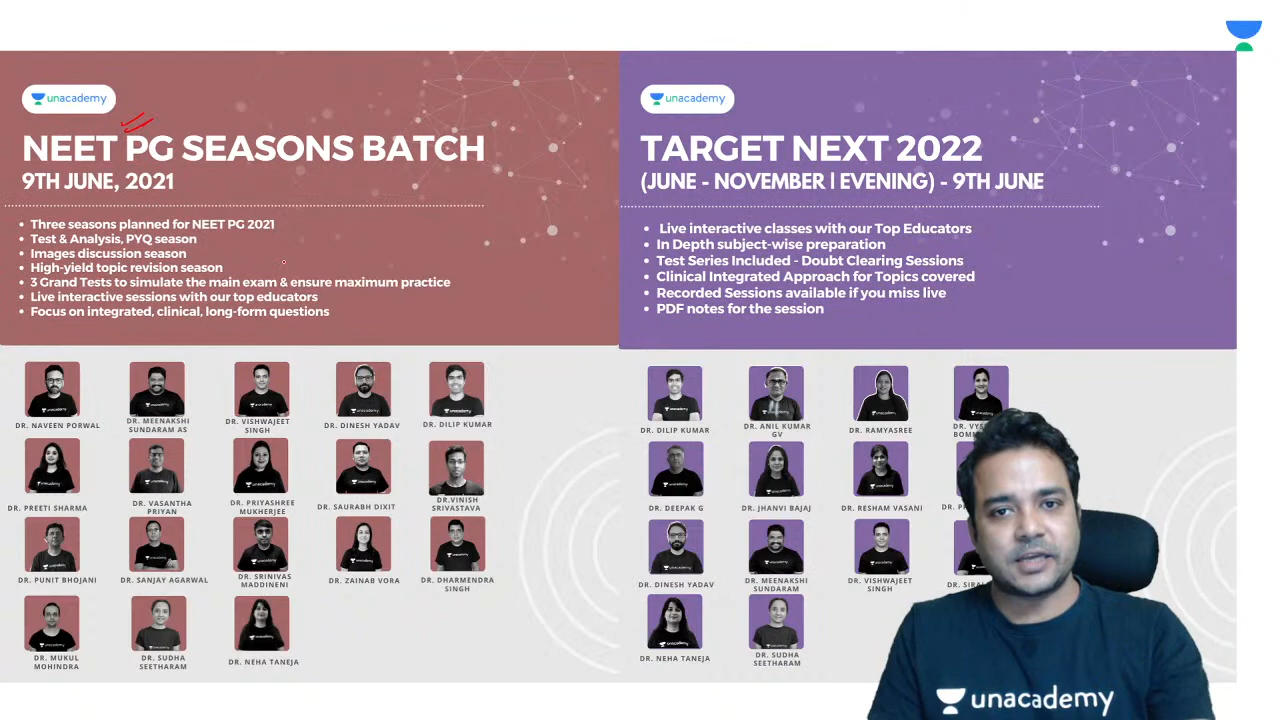 unacademy
NEET PG SEASONS BATCH
9TH JUNE, 2021
Three seasons planned for NEET PG 2021
Test & Analysis, PYQ season
Images discussion season
High-yield topic revision season
3 Grand Tests to simulate the main exam & ensure maximum practice
Live interactive sessions with our top educators
Focus on integrated, clinical, long-form questions
DR. NAVEEN PORWAL
DR. MEENAKSHI
SUNDARAM AS
DR. VISHWAJEET
SINGH
DR. DINESH YADAV
DR. DILIP KUMAR
DR. PREETI SHARMA
DR. VASANTHA
PRIYAN
DR. PRIYASHREE
MUKHERJEE
DR. SAURABH DIXIT
DR.VINISH
SRIVASTAVA
DR. PUNIT BHOJANI
DR. SANJAY AGARWAL
DR. SRINIVAS
MADDINENI
DR. ZAINAB VORA
DR. DHARMENDRA
SINGH
DR. MUKUL
MOHINDRA
DR. SUDHA
SEETHARAM
DR. NEHA TANEJA
unacademy
TARGET NEXT 2022
(JUNE - NOVEMBER | EVENING) - 9TH JUNE
Live interactive classes with our Top Educators
In Depth subject-wise preparation
Test Series Included - Doubt Clearing Sessions
Clinical Integrated Approach for Topics covered
Recorded Sessions available if you miss live
PDF notes for the session
DR. DILIP KUMAR
DR. ANIL KUMAR
GV
DR. RAMYASREE
DR.
DR. DEEPAK G
DR. JHANVI BAJAJ
DR. RESHAM VASANI
DR.
DR. DINESH YADAV
DR. MEENAKSHI
SUNDARAM
DR. VISHWAJEET
SINGH
DR.
DR. NEHA TANEJA
DR. SUDHA
SEETHARAM
unacademy